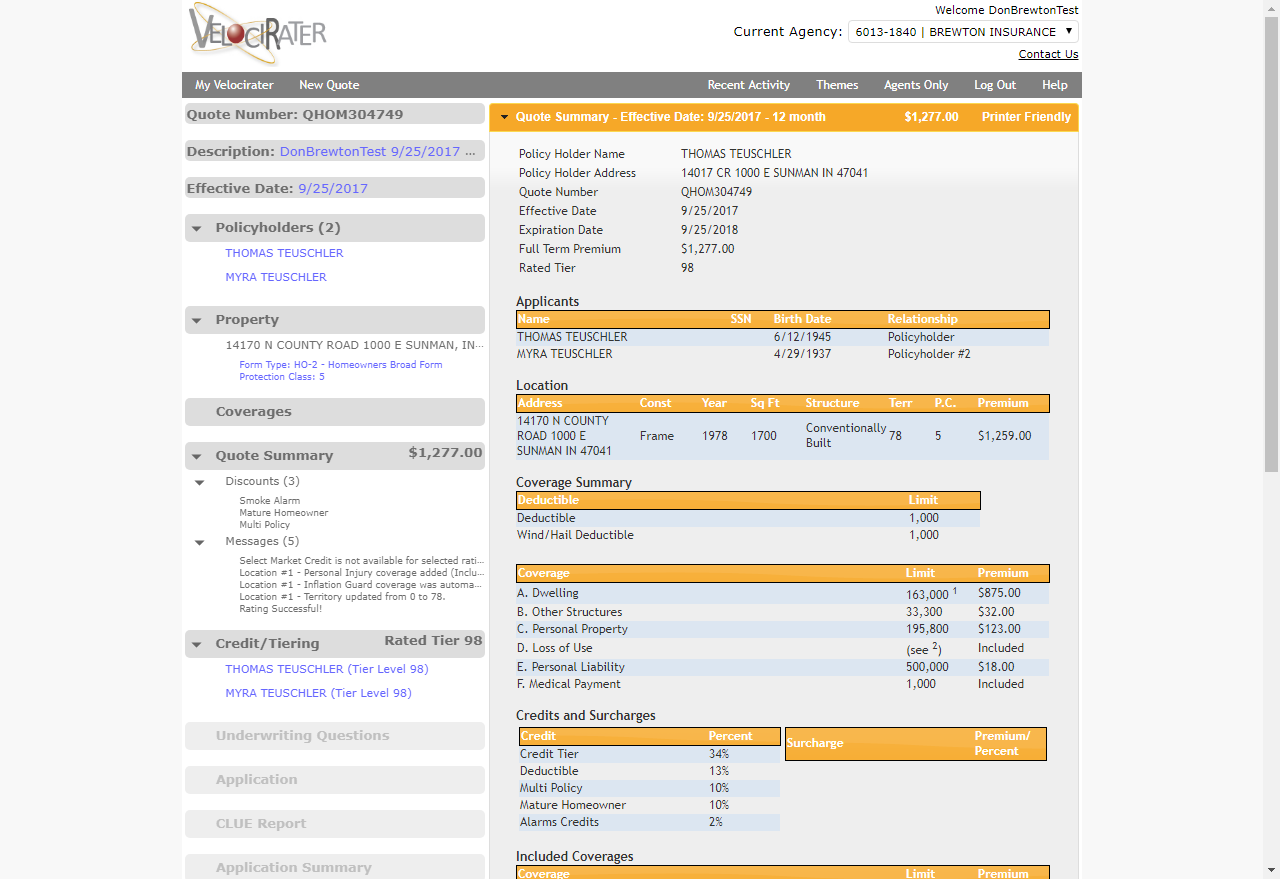 VELOCIRATER
Welcome DonBrewtonTest
Current Agency: 6013-1840 | BREWTON INSURANCE
Contact Us
My Velocirater New Quote Recent Activity Themes Agents Only Log Out Help
Quote Number: QHOM304749
Description: DonBrewtonTest 9/25/2017 ...
Effective Date: 9/25/2017
Policyholders (2)
THOMAS TEUSCHLER
MYRA TEUSCHLER
Property
14170 N COUNTY ROAD 1000 E SUNMAN, IN...
Form Type: HO-2 - Homeowners Broad Form
Protection Class: 5
Coverages
Quote Summary $1,277.00
Discounts (3)
Smoke Alarm
Mature Homeowner
Multi Policy
Messages (5)
Select Market Credit is not available for selected rati...
Location #1 - Personal Injury coverage added (Inclu...
Location #1 - Inflation Guard coverage was automa...
Location #1 - Territory updated from 0 to 78.
Rating Successful!
Credit/Tiering Rated Tier 98
THOMAS TEUSCHLER (Tier Level 98)
MYRA TEUSCHLER (Tier Level 98)
Underwriting Questions
Application
CLUE Report
Application Summary
Quote Summary - Effective Date: 9/25/2017 - 12 month $1,277.00 Printer Friendly
Policy Holder Name THOMAS TEUSCHLER
Policy Holder Address 14017 CR 1000 E SUNMAN IN 47041
Quote Number QHOM304749
Effective Date 9/25/2017
Expiration Date 9/25/2018
Full Term Premium $1,277.00
Rated Tier 98
Applicants
Name SSN Birth Date Relationship
THOMAS TEUSCHLER 6/12/1945 Policyholder
MYRA TEUSCHLER 4/29/1937 Policyholder #2
Location
Address Const Year Sq Ft Structure Terr P.C. Premium
14170 N COUNTY
ROAD 1000 E
SUNMAN IN 47041 Frame 1978 1700 Conventionally
Built 78 5 $1,259.00
Coverage Summary
Deductible Limit
Deductible 1,000
Wind/Hail Deductible 1,000
Coverage Limit Premium
A. Dwelling 163,000 1 $875.00
B. Other Structures 33,300 $32.00
C. Personal Property 195,800 $123.00
D. Loss of Use (see 2) Included
E. Personal Liability 500,000 $18.00
F. Medical Payment 1,000 Included
Credits and Surcharges
Credit Percent
Credit Tier 34%
Deductible 13%
Multi Policy 10%
Mature Homeowner 10%
Alarms Credits 2%
Surcharge Premium/
Percent
Included Coverages
Coverage Limit Premium